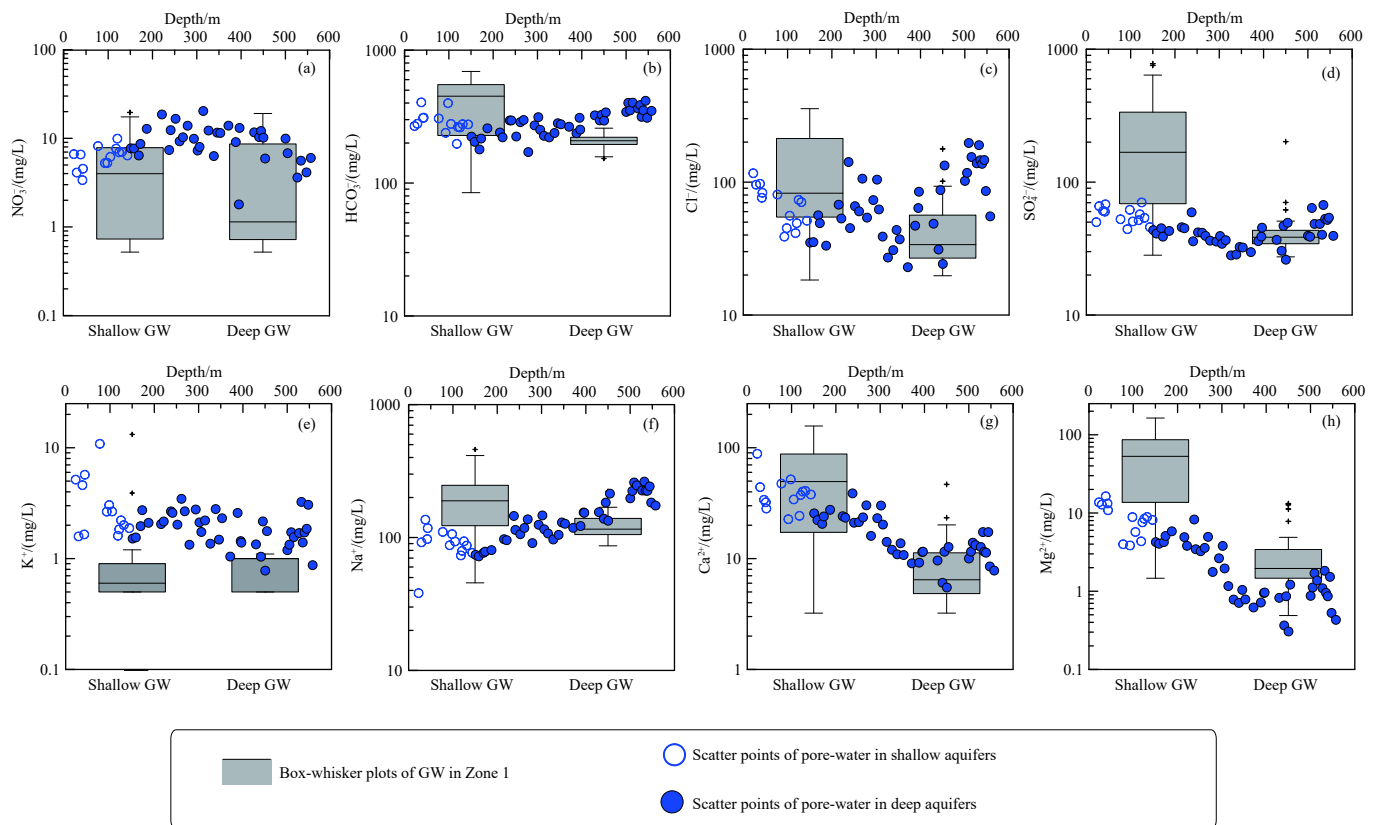 Depth/m
0 100 200 300 400 500 600
(a)
NO₃⁻/(mg/L)
100
10
1
0.1
Shallow GW Deep GW
Depth/m
0 100 200 300 400 500 600
(b)
HCO₃⁻/(mg/L)
1000
100
10
Shallow GW Deep GW
Depth/m
0 100 200 300 400 500 600
(c)
Cl⁻/(mg/L)
1000
100
10
Shallow GW Deep GW
Depth/m
0 100 200 300 400 500 600
(d)
SO₄²⁻/(mg/L)
1000
100
10
Shallow GW Deep GW
Depth/m
0 100 200 300 400 500 600
(e)
K⁺/(mg/L)
10
1
0.1
Shallow GW Deep GW
Depth/m
0 100 200 300 400 500 600
(f)
Na⁺/(mg/L)
1000
100
10
Shallow GW Deep GW
Depth/m
0 100 200 300 400 500 600
(g)
Ca²⁺/(mg/L)
100
10
1
Shallow GW Deep GW
Depth/m
0 100 200 300 400 500 600
(h)
Mg²⁺/(mg/L)
100
10
1
0.1
Shallow GW Deep GW
Box-whisker plots of GW in Zone 1
Scatter points of pore-water in shallow aquifers
Scatter points of pore-water in deep aquifers